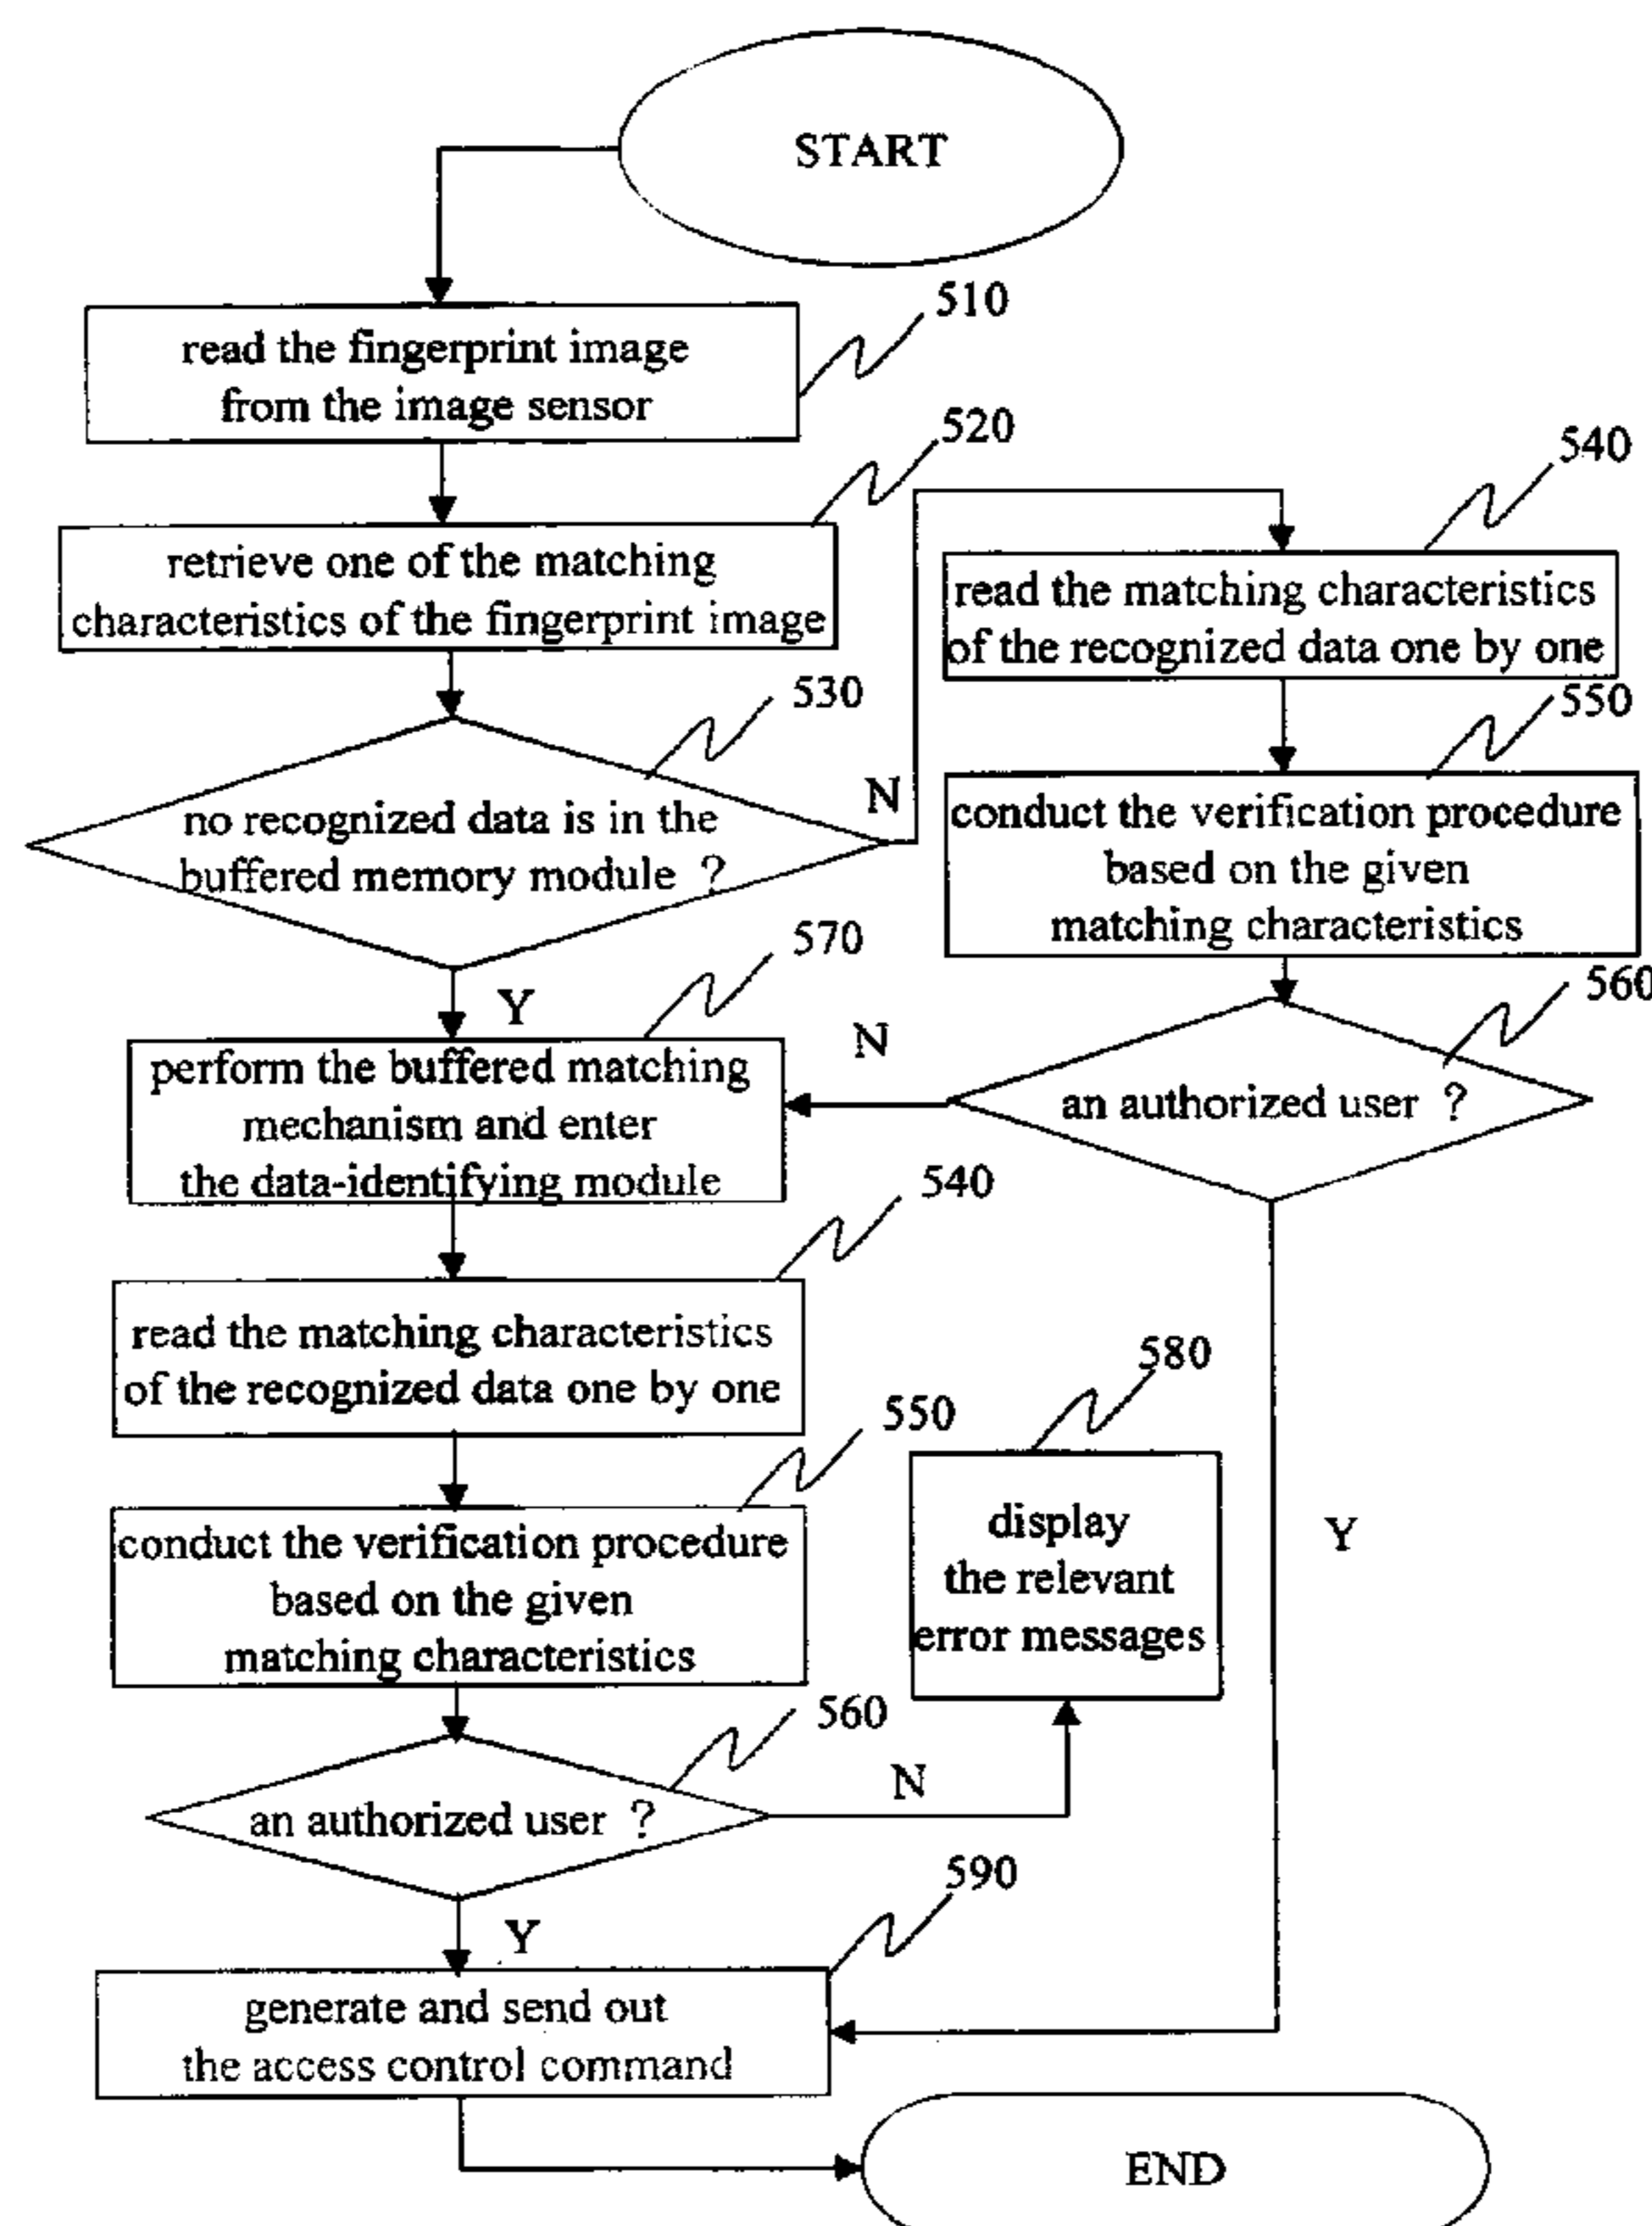 START
510
read the fingerprint image
from the image sensor
520
retrieve one of the matching
characteristics of the fingerprint image
530
no recognized data is in the
buffered memory module ?
N
Y
540
read the matching characteristics
of the recognized data one by one
550
conduct the verification procedure
based on the given
matching characteristics
560
an authorized user ?
N
Y
570
perform the buffered matching
mechanism and enter
the data-identifying module
540
read the matching characteristics
of the recognized data one by one
550
conduct the verification procedure
based on the given
matching characteristics
560
an authorized user ?
N
Y
580
display
the relevant
error messages
590
generate and send out
the access control command
END